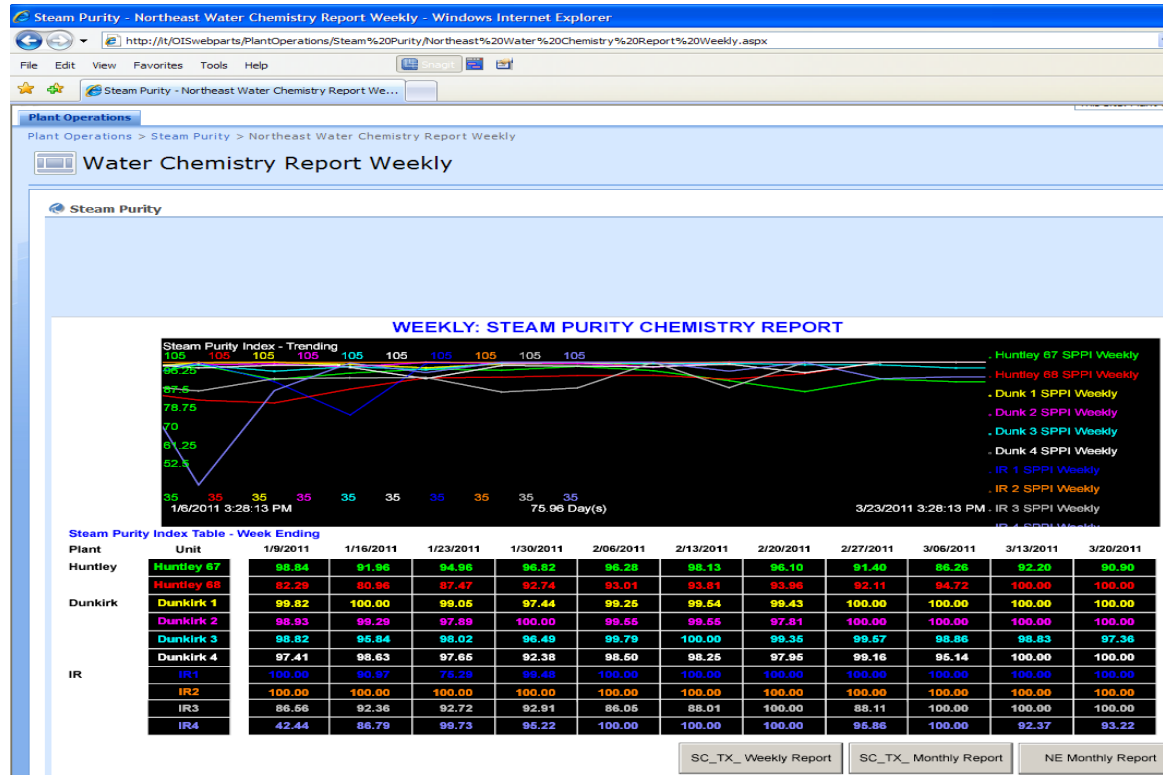 Steam Purity - Northeast Water Chemistry Report Weekly - Windows Internet Explorer
http://it/OISwebparts/PlantOperations/Steam%20Purity/Northeast%20Water%20Chemistry%20Report%20Weekly.aspx
File Edit View Favorites Tools Help Snagit
Steam Purity - Northeast Water Chemistry Report We...
Plant Operations
Plant Operations > Steam Purity > Northeast Water Chemistry Report Weekly
Water Chemistry Report Weekly
Steam Purity
WEEKLY: STEAM PURITY CHEMISTRY REPORT
Steam Purity Index - Trending
105 105 105 105 105 105 105 105 105 105
96.25
87.5
78.75
70
61.25
52.5
35 35 35 35 35 35 35 35 35 35
1/6/2011 3:28:13 PM 75.96 Day(s) 3/23/2011 3:28:13 PM
Huntley 67 SPPI Weekly
Huntley 68 SPPI Weekly
Dunk 1 SPPI Weekly
Dunk 2 SPPI Weekly
Dunk 3 SPPI Weekly
Dunk 4 SPPI Weekly
IR 1 SPPI Weekly
IR 2 SPPI Weekly
IR 3 SPPI Weekly
IR 4 SPPI Weekly
Steam Purity Index Table - Week Ending
Plant Unit 1/9/2011 1/16/2011 1/23/2011 1/30/2011 2/06/2011 2/13/2011 2/20/2011 2/27/2011 3/06/2011 3/13/2011 3/20/2011
Huntley Huntley 67 98.84 91.96 94.96 96.82 96.28 98.13 96.10 91.40 86.26 92.20 90.90
Huntley 68 82.29 80.96 87.47 92.74 93.01 93.81 93.96 92.11 94.72 100.00 100.00
Dunkirk Dunkirk 1 99.82 100.00 99.05 97.44 99.25 99.54 99.43 100.00 100.00 100.00 100.00
Dunkirk 2 98.93 99.29 97.89 100.00 99.55 99.55 97.81 100.00 100.00 100.00 100.00
Dunkirk 3 98.82 95.84 98.02 96.49 99.79 100.00 99.35 99.57 98.86 98.83 97.36
Dunkirk 4 97.41 98.63 97.65 92.38 98.50 98.25 97.95 99.16 95.14 100.00 100.00
IR IR1 100.00 90.97 75.29 99.48 100.00 100.00 100.00 100.00 100.00 100.00 100.00
IR2 100.00 100.00 100.00 100.00 100.00 100.00 100.00 100.00 100.00 100.00 100.00
IR3 86.56 92.36 92.72 92.91 86.05 88.01 100.00 88.11 100.00 100.00 100.00
IR4 42.44 86.79 99.73 95.22 100.00 100.00 100.00 95.86 100.00 92.37 93.22
SC_TX_ Weekly Report SC_TX_ Monthly Report NE Monthly Report